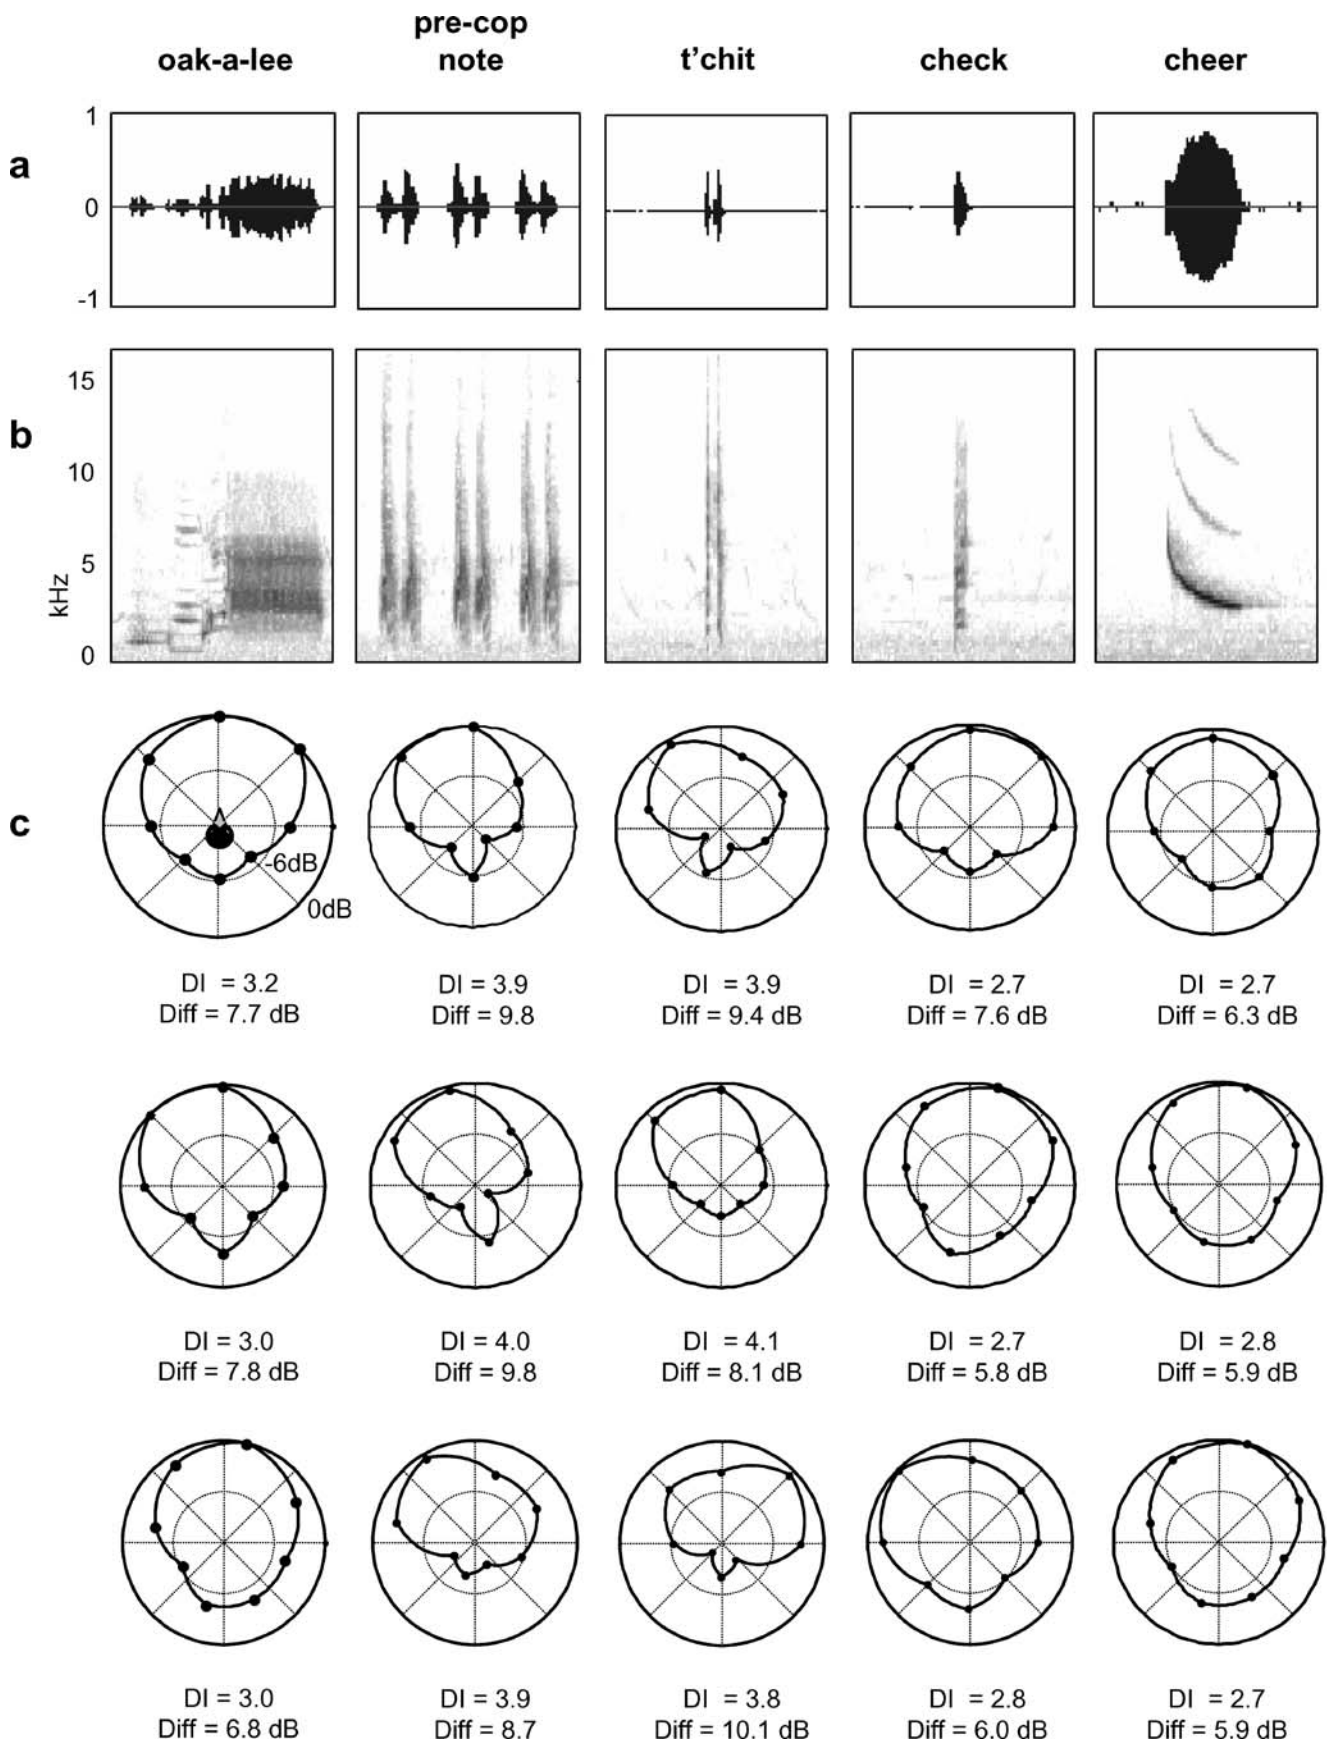 pre-cop
oak-a-lee note t'chit check cheer
a
1
0
-1
b
15
10
5
0
kHz
c
-6dB
0dB
DI = 3.2 DI = 3.9 DI = 3.9 DI = 2.7 DI = 2.7
Diff = 7.7 dB Diff = 9.8 Diff = 9.4 dB Diff = 7.6 dB Diff = 6.3 dB
DI = 3.0 DI = 4.0 DI = 4.1 DI = 2.7 DI = 2.8
Diff = 7.8 dB Diff = 9.8 Diff = 8.1 dB Diff = 5.8 dB Diff = 5.9 dB
DI = 3.0 DI = 3.9 DI = 3.8 DI = 2.8 DI = 2.7
Diff = 6.8 dB Diff = 8.7 Diff = 10.1 dB Diff = 6.0 dB Diff = 5.9 dB